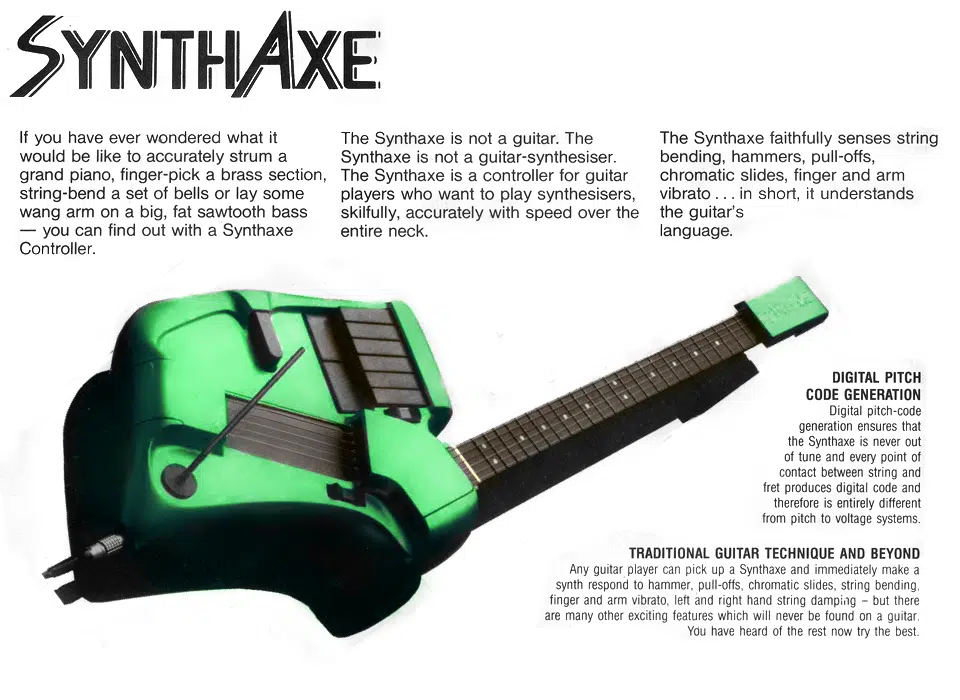 SYNTHAXE
If you have ever wondered what it
would be like to accurately strum a
grand piano, finger-pick a brass section,
string-bend a set of bells or lay some
wang arm on a big, fat sawtooth bass
— you can find out with a Synthaxe
Controller.
The Synthaxe is not a guitar. The
Synthaxe is not a guitar-synthesiser.
The Synthaxe is a controller for guitar
players who want to play synthesisers,
skilfully, accurately with speed over the
entire neck.
The Synthaxe faithfully senses string
bending, hammers, pull-offs,
chromatic slides, finger and arm
vibrato . . . in short, it understands
the guitar's
language.
DIGITAL PITCH
CODE GENERATION
Digital pitch-code
generation ensures that
the Synthaxe is never out
of tune and every point of
contact between string and
fret produces digital code and
therefore is entirely different
from pitch to voltage systems.
TRADITIONAL GUITAR TECHNIQUE AND BEYOND
Any guitar player can pick up a Synthaxe and immediately make a
synth respond to hammer, pull-offs, chromatic slides, string bending,
finger and arm vibrato, left and right hand string damping – but there
are many other exciting features which will never be found on a guitar.
You have heard of the rest now try the best.